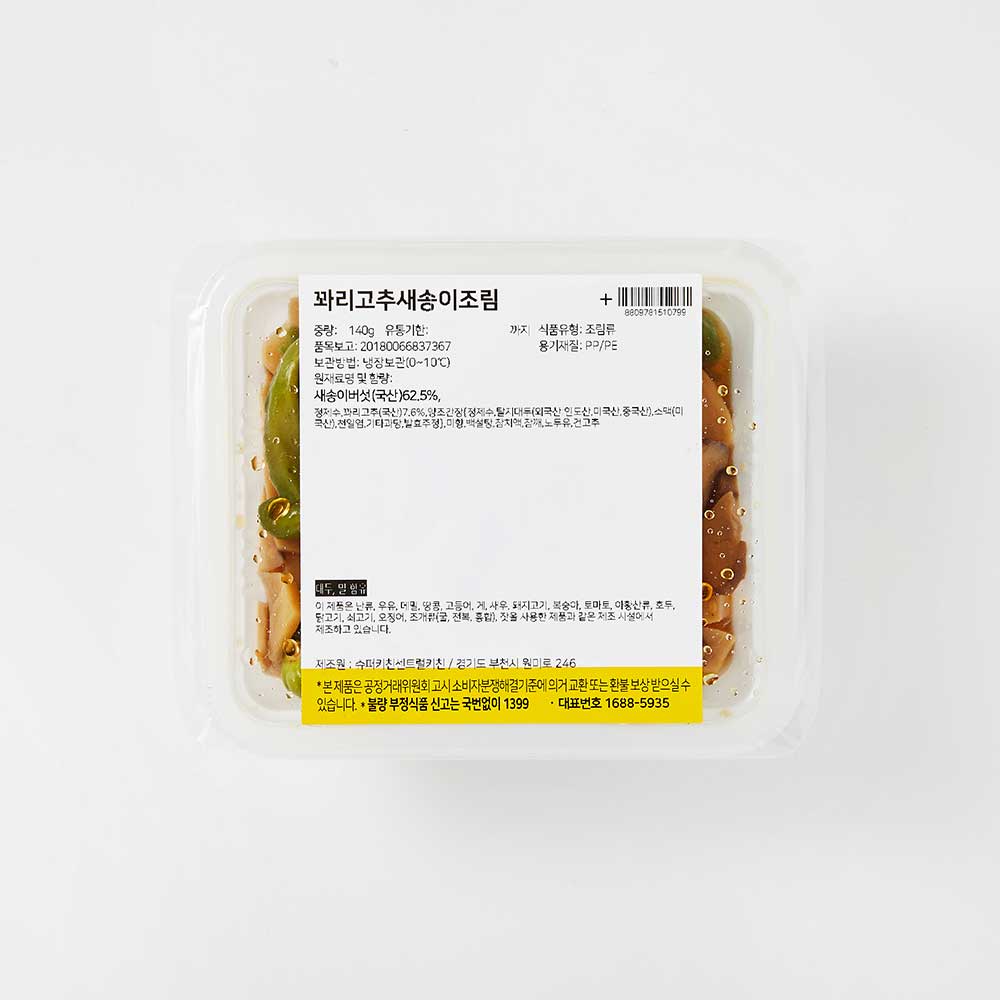 꽈리고추새송이조림
+
8809781510799
중량: 140g 유통기한: 까지 식품유형: 조림류
품목보고: 20180066837367 용기재질: PP/PE
보관방법: 냉장보관(0~10℃)
원재료명 및 함량:
새송이버섯(국산)62.5%,
정제수,꽈리고추(국산)7.6%,양조간장{정제수,탈지대두(외국산:인도산,미국산,중국산),소맥(미
국산),천일염,기타과당,발효주정},미향,백설탕,참치액,참깨,노두유,건고추
대두, 밀 함유
이 제품은 난류, 우유, 메밀, 땅콩, 고등어, 게, 새우, 돼지고기, 복숭아, 토마토, 아황산류, 호두,
닭고기, 쇠고기, 오징어, 조개류(굴, 전복, 홍합), 잣을 사용한 제품과 같은 제조 시설에서
제조하고 있습니다.
제조원 : 슈퍼키친센트럴키친 / 경기도 부천시 원미로 246
*본 제품은 공정거래위원회 고시 소비자분쟁해결기준에 의거 교환 또는 환불 보상 받으실 수
있습니다. *불량 부정식품 신고는 국번없이 1399 · 대표번호 1688-5935